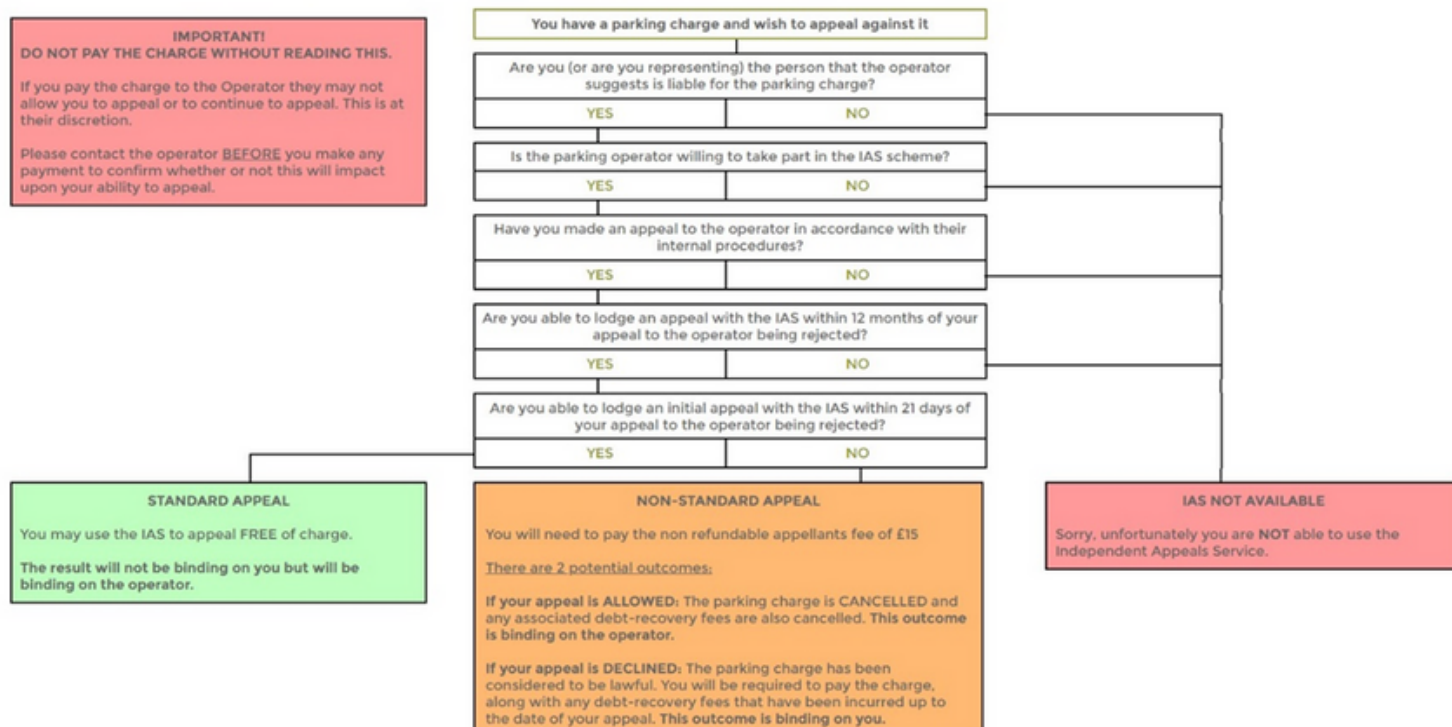 IMPORTANT!
DO NOT PAY THE CHARGE WITHOUT READING THIS.
If you pay the charge to the Operator they may not
allow you to appeal or to continue to appeal. This is at
their discretion.
Please contact the operator BEFORE you make any
payment to confirm whether or not this will impact
upon your ability to appeal.
You have a parking charge and wish to appeal against it
Are you (or are you representing) the person that the operator
suggests is liable for the parking charge?
YES NO
Is the parking operator willing to take part in the IAS scheme?
YES NO
Have you made an appeal to the operator in accordance with their
internal procedures?
YES NO
Are you able to lodge an appeal with the IAS within 12 months of your
appeal to the operator being rejected?
YES NO
Are you able to lodge an initial appeal with the IAS within 21 days of
your appeal to the operator being rejected?
YES NO
STANDARD APPEAL
You may use the IAS to appeal FREE of charge.
The result will not be binding on you but will be
binding on the operator.
NON-STANDARD APPEAL
You will need to pay the non refundable appellants fee of £15
There are 2 potential outcomes:
If your appeal is ALLOWED: The parking charge is CANCELLED and
any associated debt-recovery fees are also cancelled. This outcome
is binding on the operator.
If your appeal is DECLINED: The parking charge has been
considered to be lawful. You will be required to pay the charge,
along with any debt-recovery fees that have been incurred up to
the date of your appeal. This outcome is binding on you.
IAS NOT AVAILABLE
Sorry, unfortunately you are NOT able to use the
Independent Appeals Service.